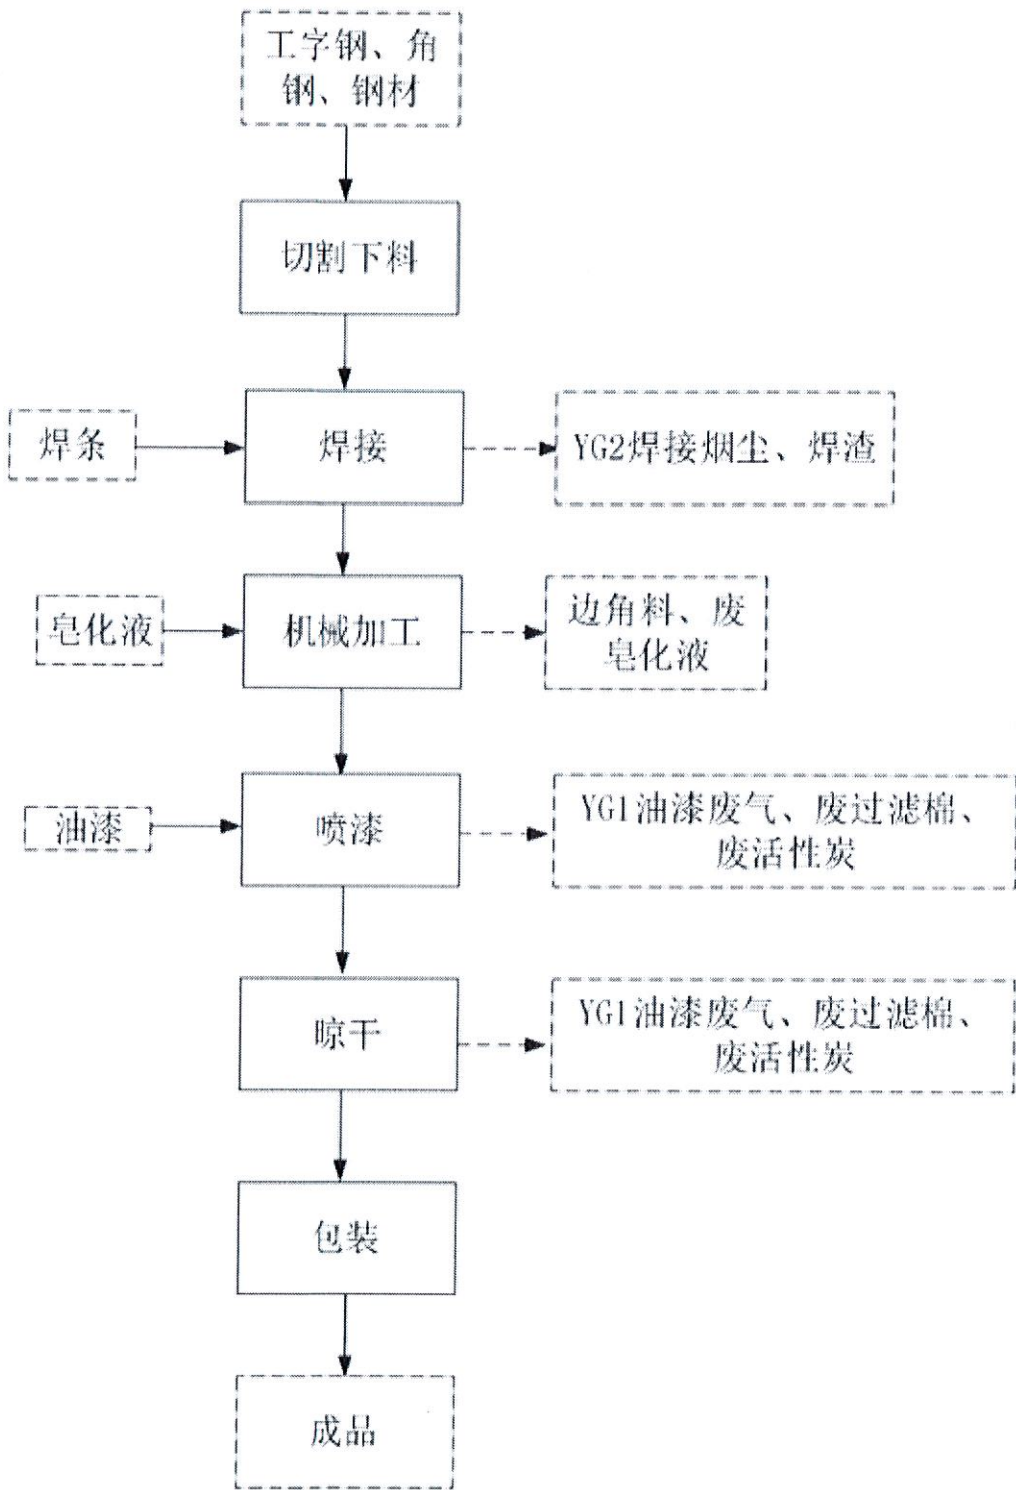 工字钢、角
钢、钢材
切割下料
焊条
焊接
YG2焊接烟尘、焊渣
皂化液
机械加工
边角料、废
皂化液
油漆
喷漆
YG1油漆废气、废过滤棉、
废活性炭
晾干
YG1油漆废气、废过滤棉、
废活性炭
包装
成品